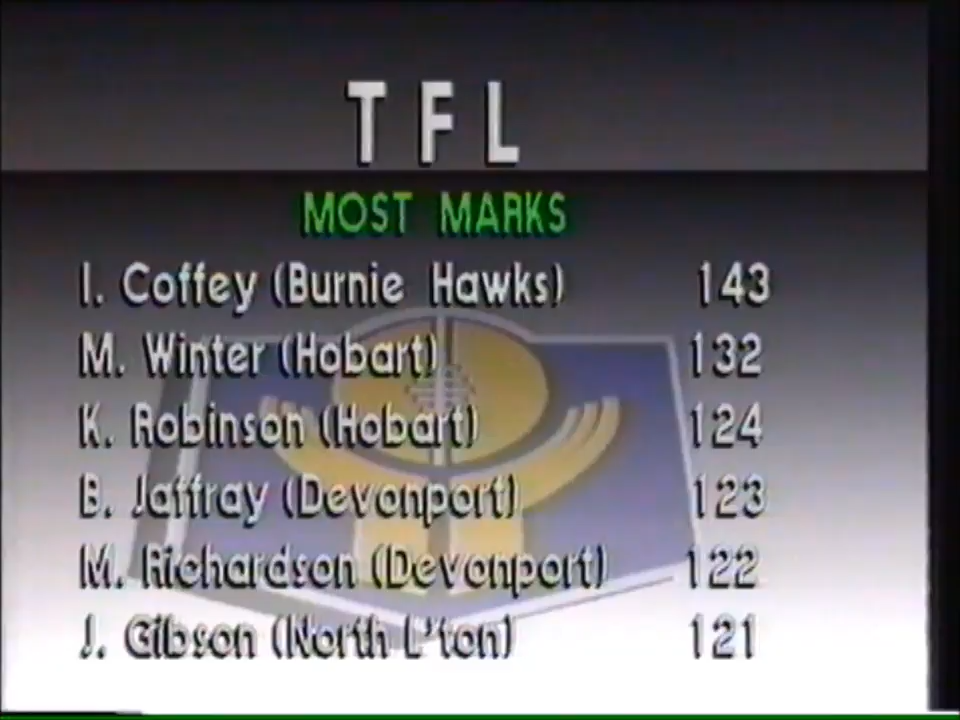 TFL
MOST MARKS
I. Coffey (Burnie Hawks) 143
M. Winter (Hobart) 132
K. Robinson (Hobart) 124
B. Jaffray (Devonport) 123
M. Richardson (Devonport) 122
J. Gibson (North L'ton) 121